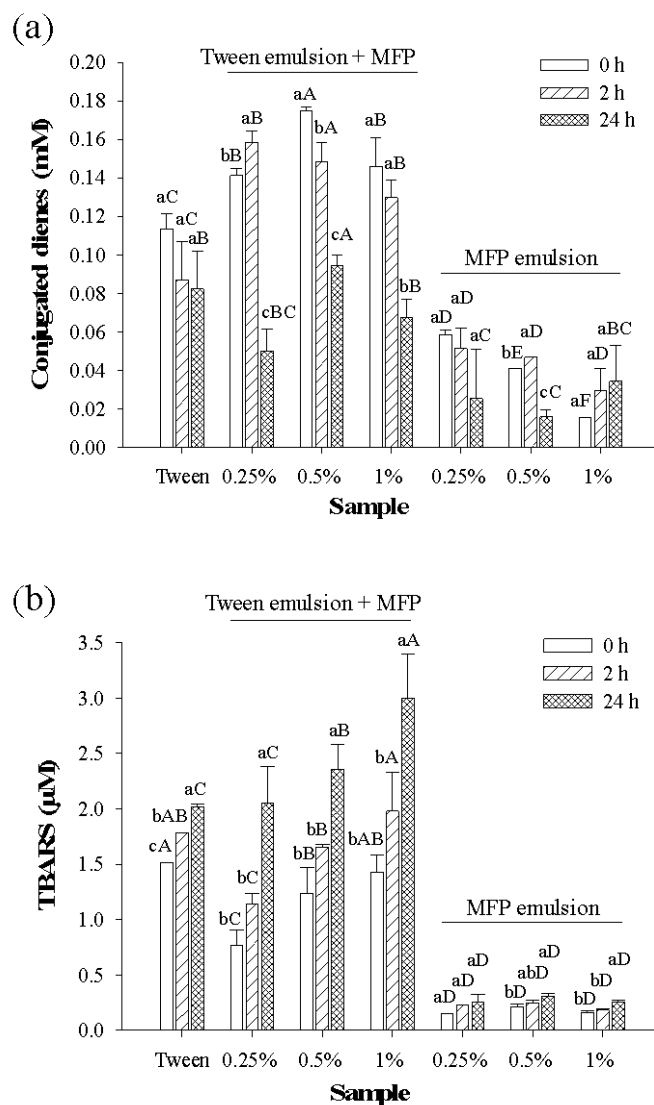 (a)
Tween emulsion + MFP
0 h
2 h
24 h
MFP emulsion
Conjugated dienes (mM)
0.20
0.18
0.16
0.14
0.12
0.10
0.08
0.06
0.04
0.02
0.00
aC
aC
aB
bB
aB
cBC
aA
bA
cA
aB
aB
bB
aD
aD
aC
bE
aD
cC
aF
aD
aBC
Tween 0.25% 0.5% 1% 0.25% 0.5% 1%
Sample
(b)
Tween emulsion + MFP
0 h
2 h
24 h
MFP emulsion
TBARS (μM)
3.5
3.0
2.5
2.0
1.5
1.0
0.5
0.0
cA
bAB
aC
bC
bC
aC
bB
bB
aB
bAB
bA
aA
aD
aD
aD
bD
abD
aD
bD
bD
aD
Tween 0.25% 0.5% 1% 0.25% 0.5% 1%
Sample